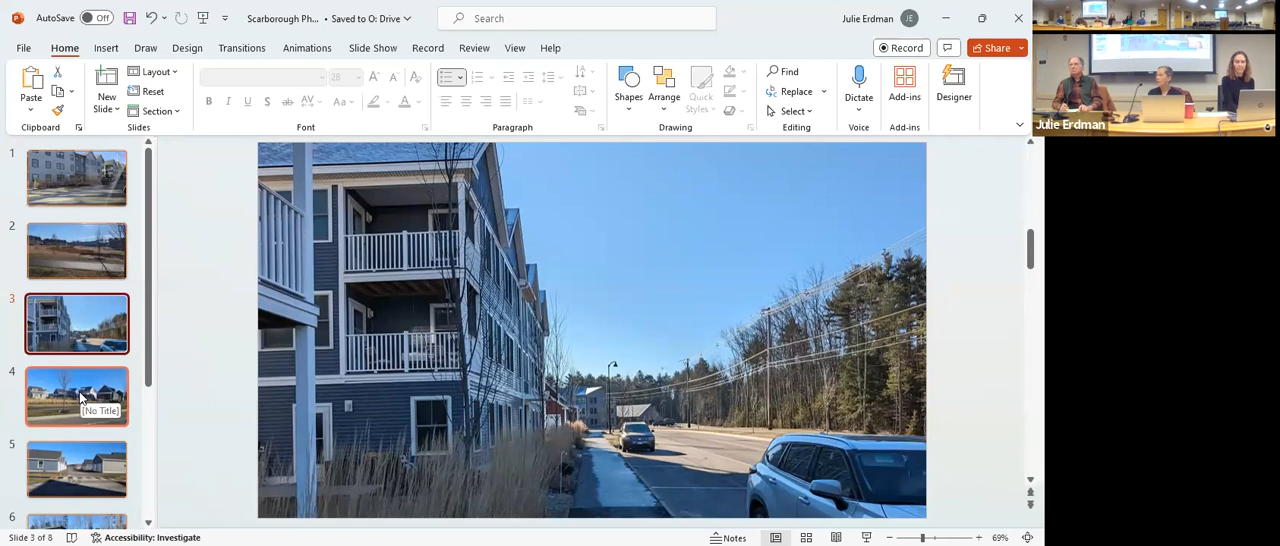 AutoSave Off Scarborough Ph... • Saved to O: Drive Search Julie Erdman JE
File Home Insert Draw Design Transitions Animations Slide Show Record Review View Help Record Share
Paste New Slide Layout Reset Section 28 Aa Shapes Arrange Quick Styles Find Replace Select Dictate Add-ins Designer
Clipboard Slides Font Paragraph Drawing Editing Voice Add-ins
Julie Erdman
1
2
3
4
[No Title]
5
6
Slide 3 of 8 Accessibility: Investigate Notes 69%